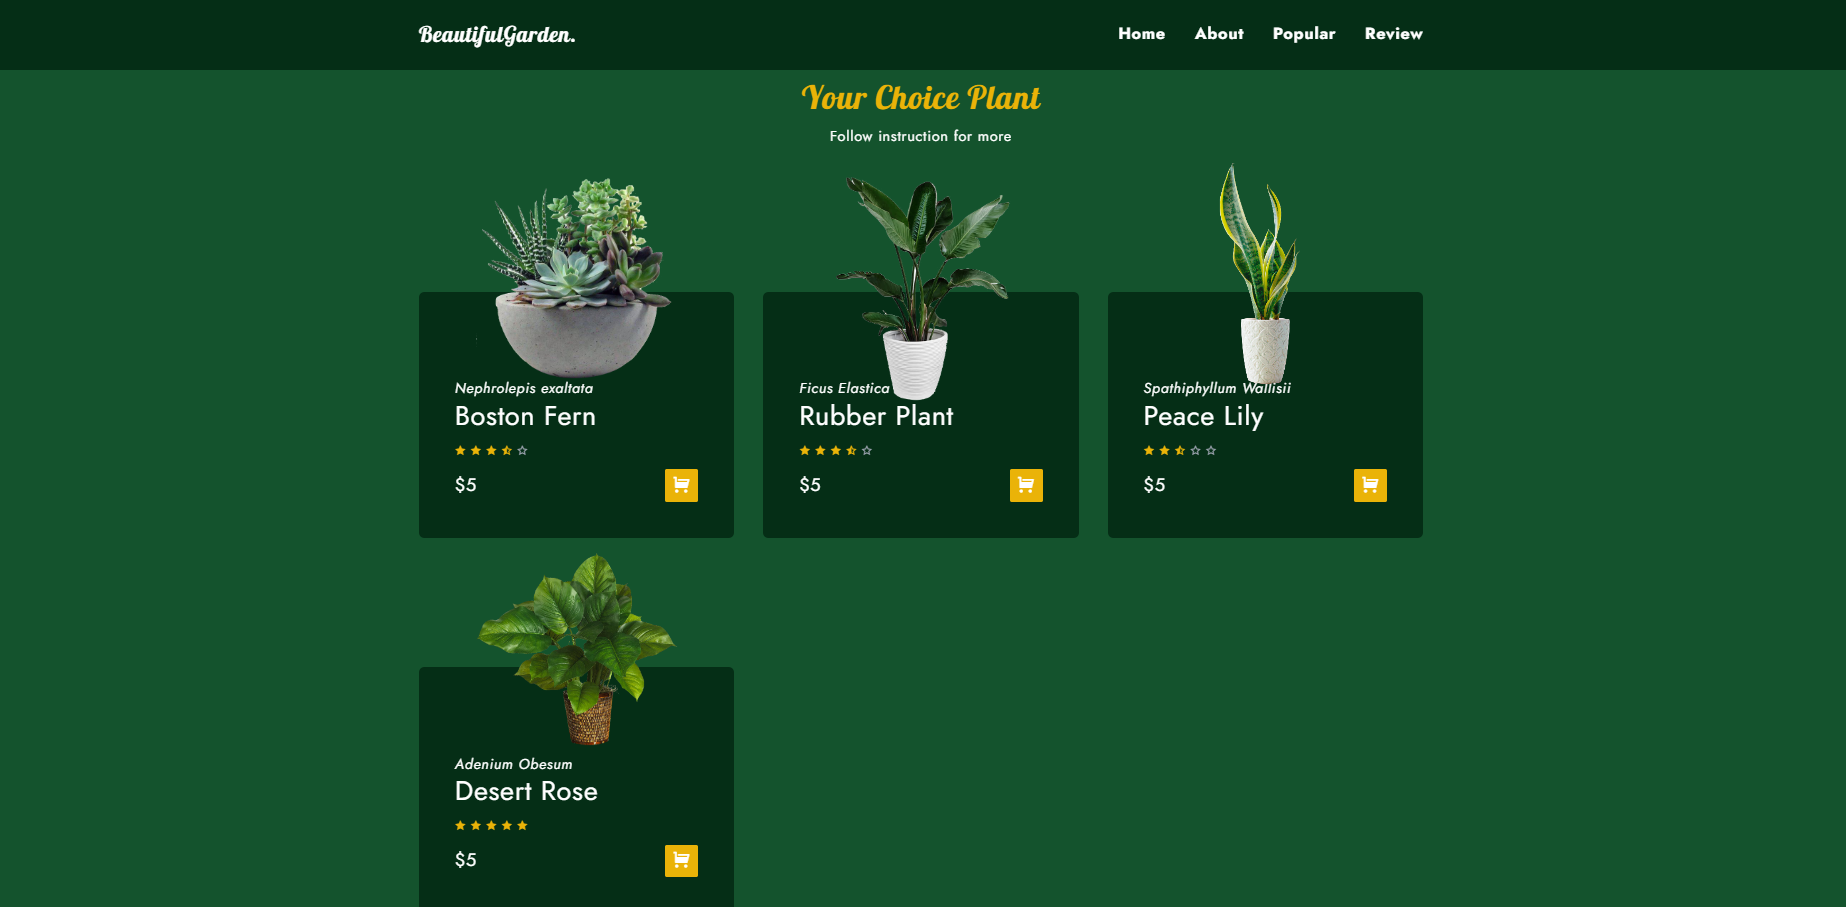 BeautifulGarden.
Home About Popular Review
Your Choice Plant
Follow instruction for more
Nephrolepis exaltata
Boston Fern
$5
Ficus Elastica
Rubber Plant
$5
Spathiphyllum Wallisii
Peace Lily
$5
Adenium Obesum
Desert Rose
$5